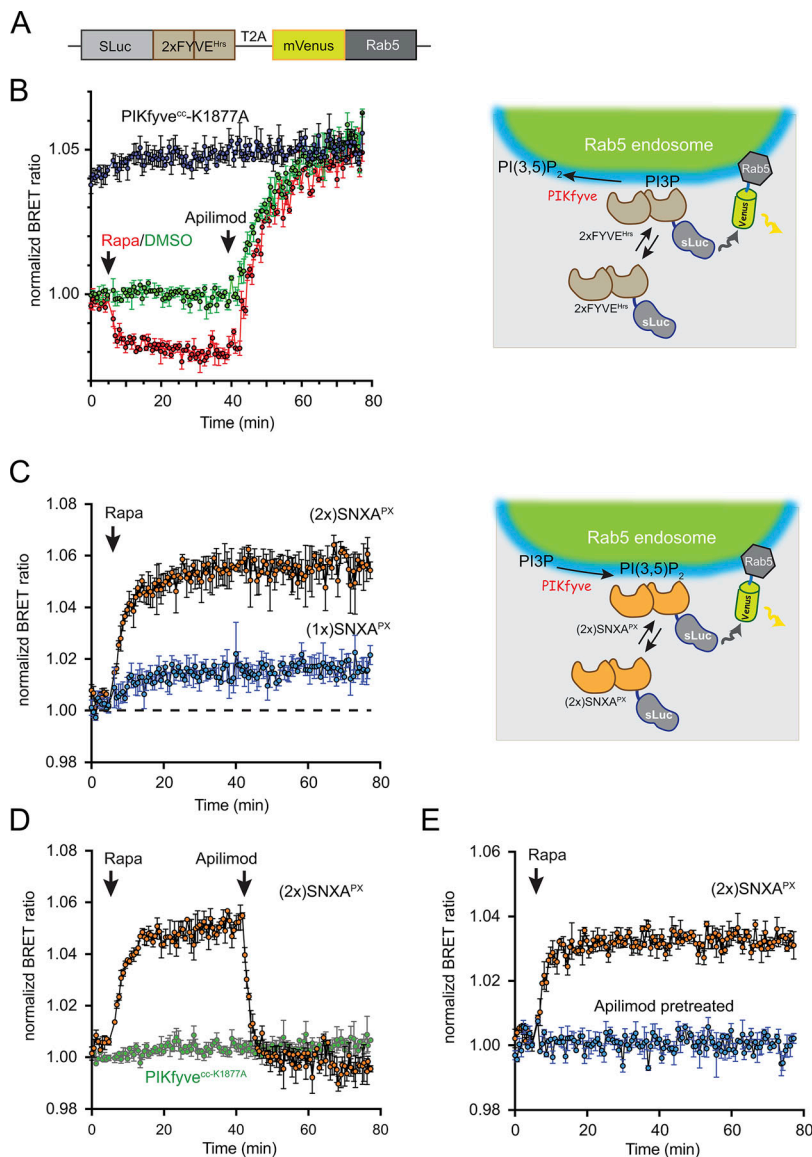 A
SLuc 2xFYVE^Hrs T2A mVenus Rab5
B
normalizd BRET ratio
1.05
1.00
PIKfyve^cc-K1877A
Apilimod
Rapa/DMSO
0 20 40 60 80
Time (min)
Rab5 endosome
PI(3,5)P2
PI3P
PIKfyve
Rab5
Venus
2xFYVE^Hrs
sLuc
2xFYVE^Hrs
sLuc
C
normalizd BRET ratio
1.10
1.08
1.06
1.04
1.02
1.00
0.98
Rapa
(2x)SNXA^PX
(1x)SNXA^PX
0 20 40 60 80
Time (min)
Rab5 endosome
PI3P
PI(3,5)P2
PIKfyve
Rab5
Venus
(2x)SNXA^PX
sLuc
(2x)SNXA^PX
sLuc
D
normalizd BRET ratio
1.08
1.06
1.04
1.02
1.00
0.98
Rapa
Apilimod
(2x)SNXA^PX
PIKfyve^cc-K1877A
0 20 40 60 80
Time (min)
E
normalizd BRET ratio
1.06
1.04
1.02
1.00
0.98
Rapa
(2x)SNXA^PX
Apilimod pretreated
0 20 40 60 80
Time (min)